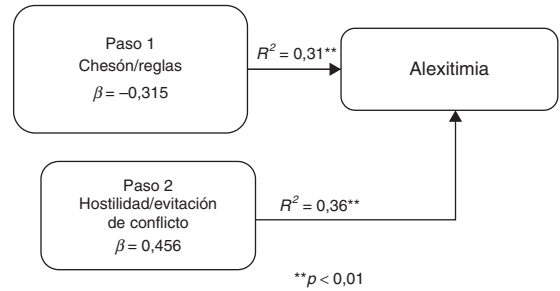 Paso 1
Chesón/reglas
β = –0,315
R² = 0,31**
Alexitimia
Paso 2
Hostilidad/evitación
de conflicto
β = 0,456
R² = 0,36**
**p < 0,01